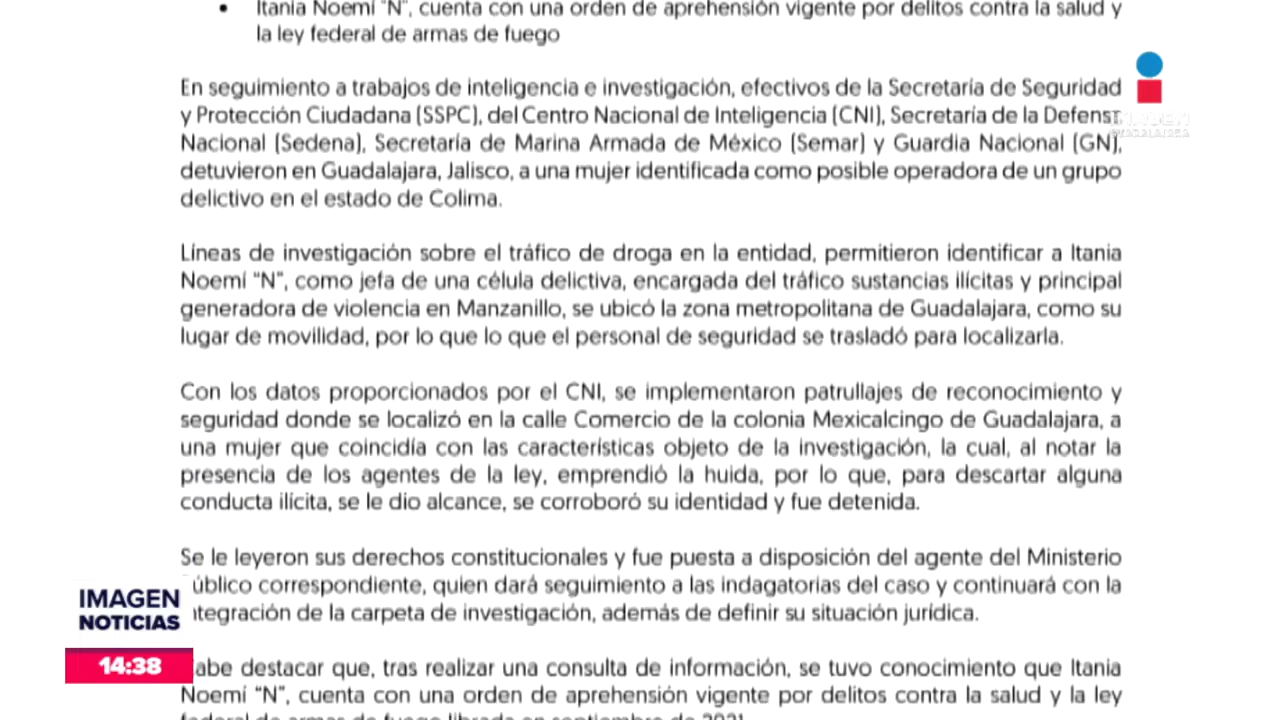 Itania Noemí "N", cuenta con una orden de aprehensión vigente por delitos contra la salud y
la ley federal de armas de fuego
En seguimiento a trabajos de inteligencia e investigación, efectivos de la Secretaría de Seguridad
y Protección Ciudadana (SSPC), del Centro Nacional de Inteligencia (CNI), Secretaría de la Defens
Nacional (Sedena), Secretaría de Marina Armada de México (Semar) y Guardia Nacional (GN),
detuvieron en Guadalajara, Jalisco, a una mujer identificada como posible operadora de un grupo
delictivo en el estado de Colima.
IMAGEN
GUADALAJARA
Líneas de investigación sobre el tráfico de droga en la entidad, permitieron identificar a Itania
Noemí "N", como jefa de una célula delictiva, encargada del tráfico sustancias ilícitas y principal
generadora de violencia en Manzanillo, se ubicó la zona metropolitana de Guadalajara, como su
lugar de movilidad, por lo que lo que el personal de seguridad se trasladó para localizarla.
Con los datos proporcionados por el CNI, se implementaron patrullajes de reconocimiento y
seguridad donde se localizó en la calle Comercio de la colonia Mexicalcingo de Guadalajara, a
una mujer que coincidía con las características objeto de la investigación, la cual, al notar la
presencia de los agentes de la ley, emprendió la huida, por lo que, para descartar alguna
conducta ilícita, se le dio alcance, se corroboró su identidad y fue detenida.
Se le leyeron sus derechos constitucionales y fue puesta a disposición del agente del Ministerio
úblico correspondiente, quien dará seguimiento a las indagatorias del caso y continuará con la
ntegración de la carpeta de investigación, además de definir su situación jurídica.
abe destacar que, tras realizar una consulta de información, se tuvo conocimiento que Itania
Noemí "N", cuenta con una orden de aprehensión vigente por delitos contra la salud y la ley
federal de armas de fuego librada en septiembre de 2021
IMAGEN
NOTICIAS
14:38